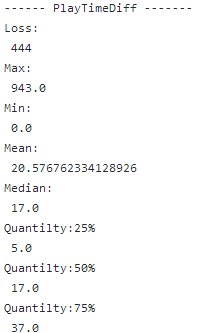 ------ PlayTimeDiff -------
Loss:
444
Max:
943.0
Min:
0.0
Mean:
20.576762334128926
Median:
17.0
Quantilty:25%
5.0
Quantilty:50%
17.0
Quantilty:75%
37.0